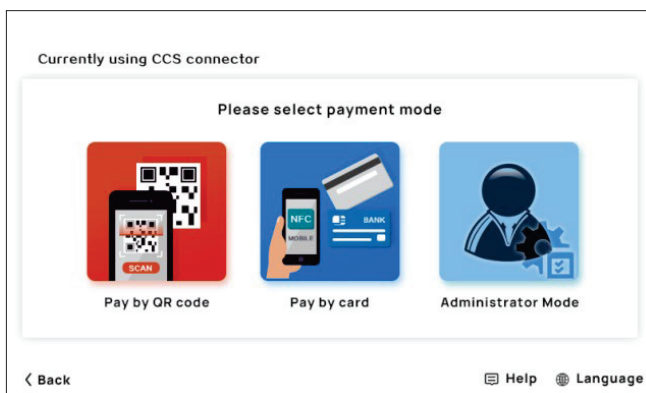 Currently using CCS connector
Please select payment mode
SCAN
NFC
MOBILE
BANK
Pay by QR code
Pay by card
Administrator Mode
Back
Help
Language